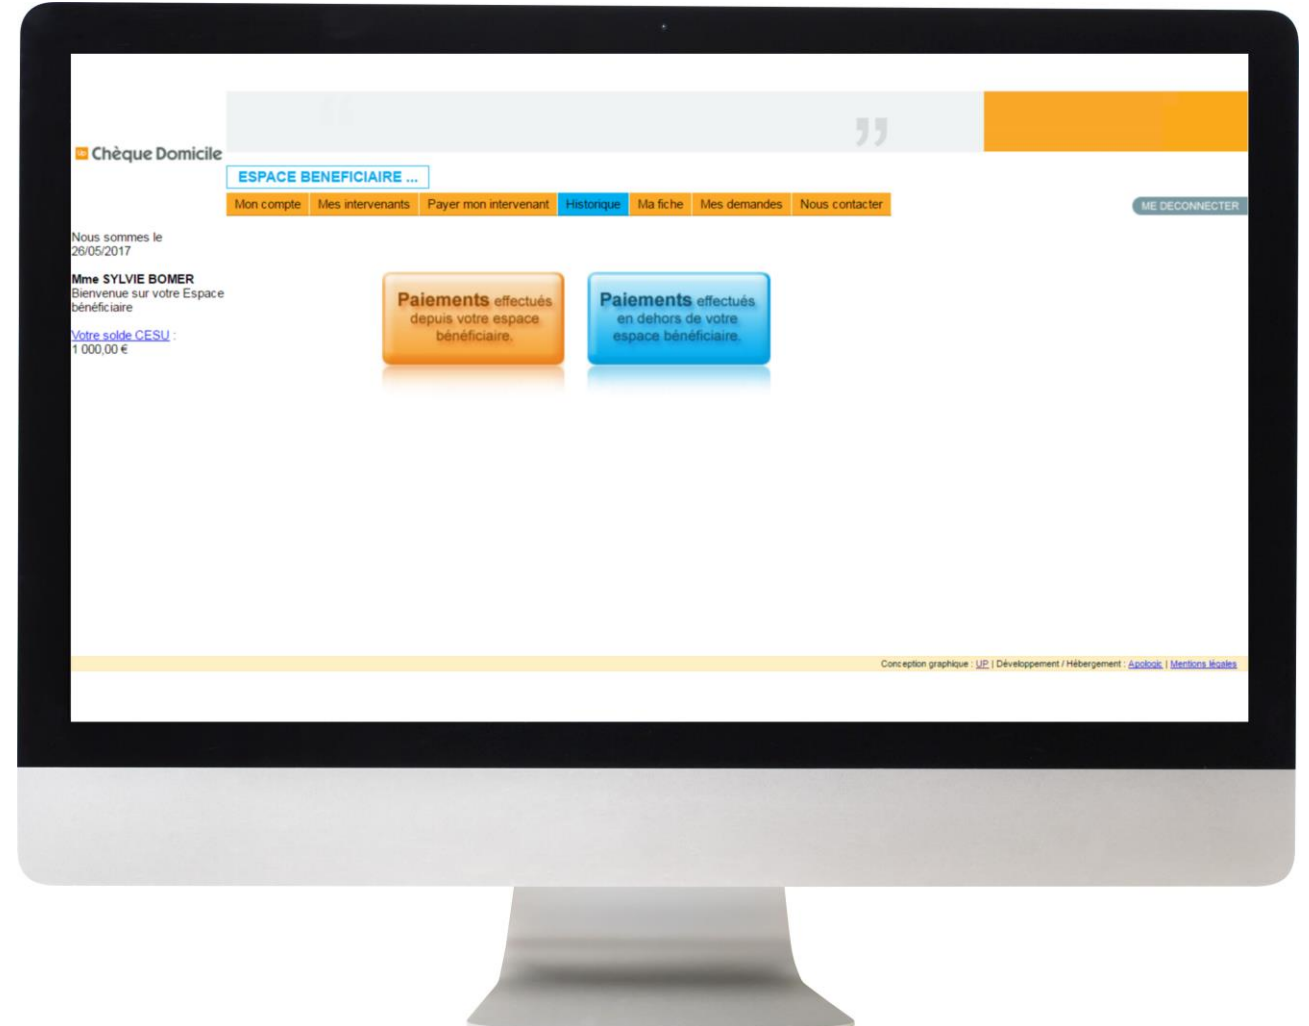 Chèque Domicile
ESPACE BENEFICIAIRE ...
Mon compte Mes intervenants Payer mon intervenant Historique Ma fiche Mes demandes Nous contacter
ME DECONNECTER
Nous sommes le
26/05/2017
Mme SYLVIE BOMER
Bienvenue sur votre Espace
bénéficiaire
Votre solde CESU :
1 000,00 €
Paiements effectués
depuis votre espace
bénéficiaire.
Paiements effectués
en dehors de votre
espace bénéficiaire.
Conception graphique : UP | Développement / Hébergement : Apologic | Mentions légales